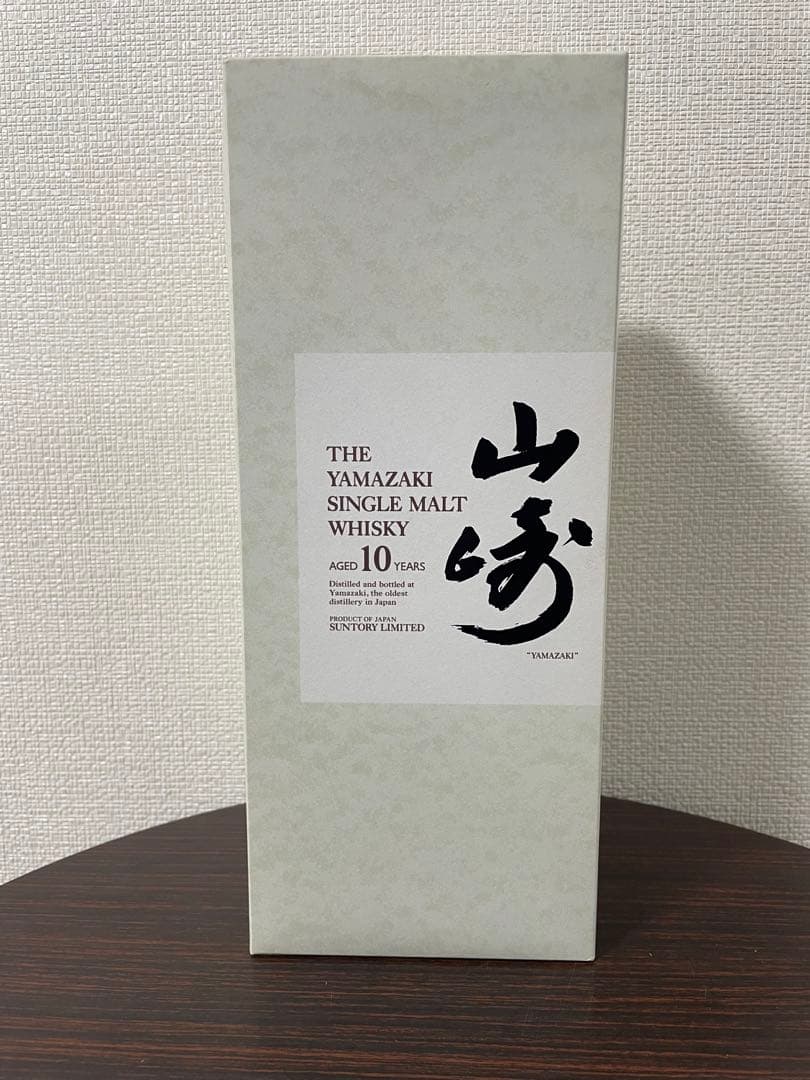 THE
YAMAZAKI
SINGLE MALT
WHISKY
AGED 10 YEARS
Distilled and bottled at
Yamazaki, the oldest
distillery in Japan
PRODUCT OF JAPAN
SUNTORY LIMITED
山崎
"YAMAZAKI"